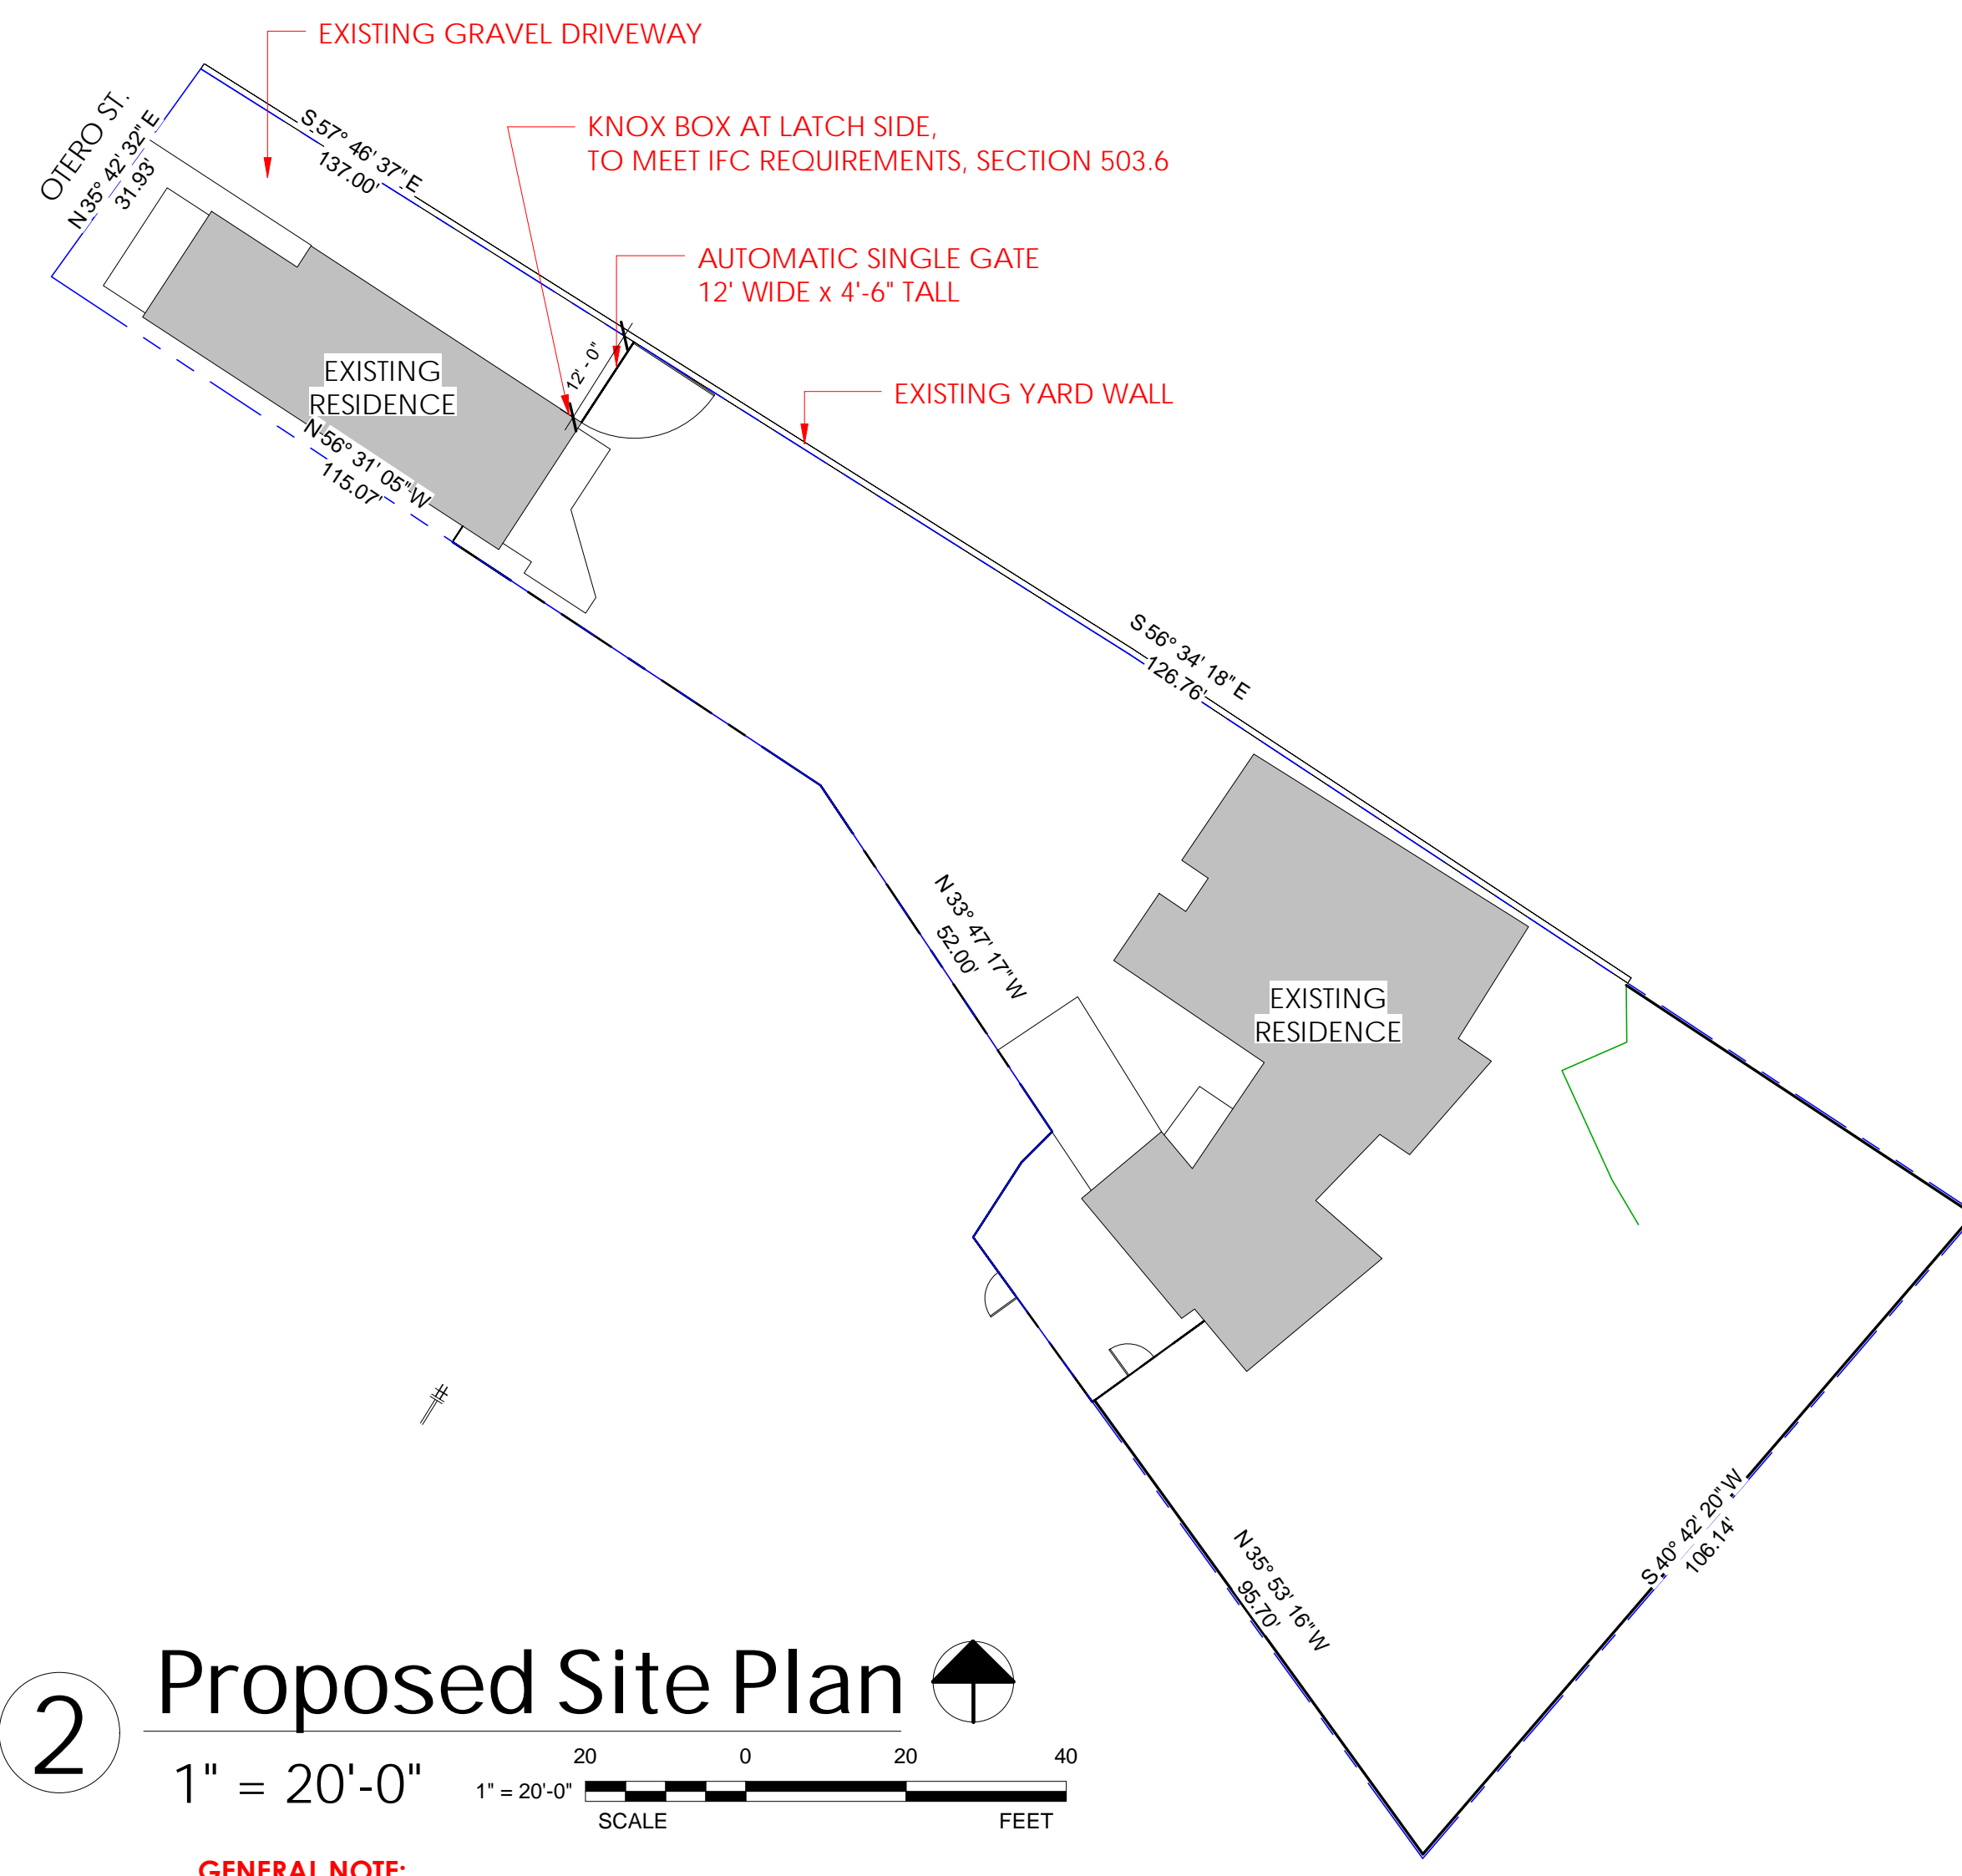 EXISTING GRAVEL DRIVEWAY
OTERO ST.
N 35° 42' 32" E
31.93'
S 57° 46' 37" E
137.00'
KNOX BOX AT LATCH SIDE,
TO MEET IFC REQUIREMENTS, SECTION 503.6
AUTOMATIC SINGLE GATE
12' WIDE x 4'-6" TALL
12' - 0"
EXISTING
RESIDENCE
EXISTING YARD WALL
N 56° 31' 05" W
115.07'
S 56° 34' 18" E
126.76'
N 33° 47' 17" W
52.00'
EXISTING
RESIDENCE
N 35° 53' 16" W
95.70'
S 40° 42' 20" W
106.14'
2
Proposed Site Plan
1" = 20'-0"
20 0 20 40
1" = 20'-0"
SCALE FEET
GENERAL NOTE: